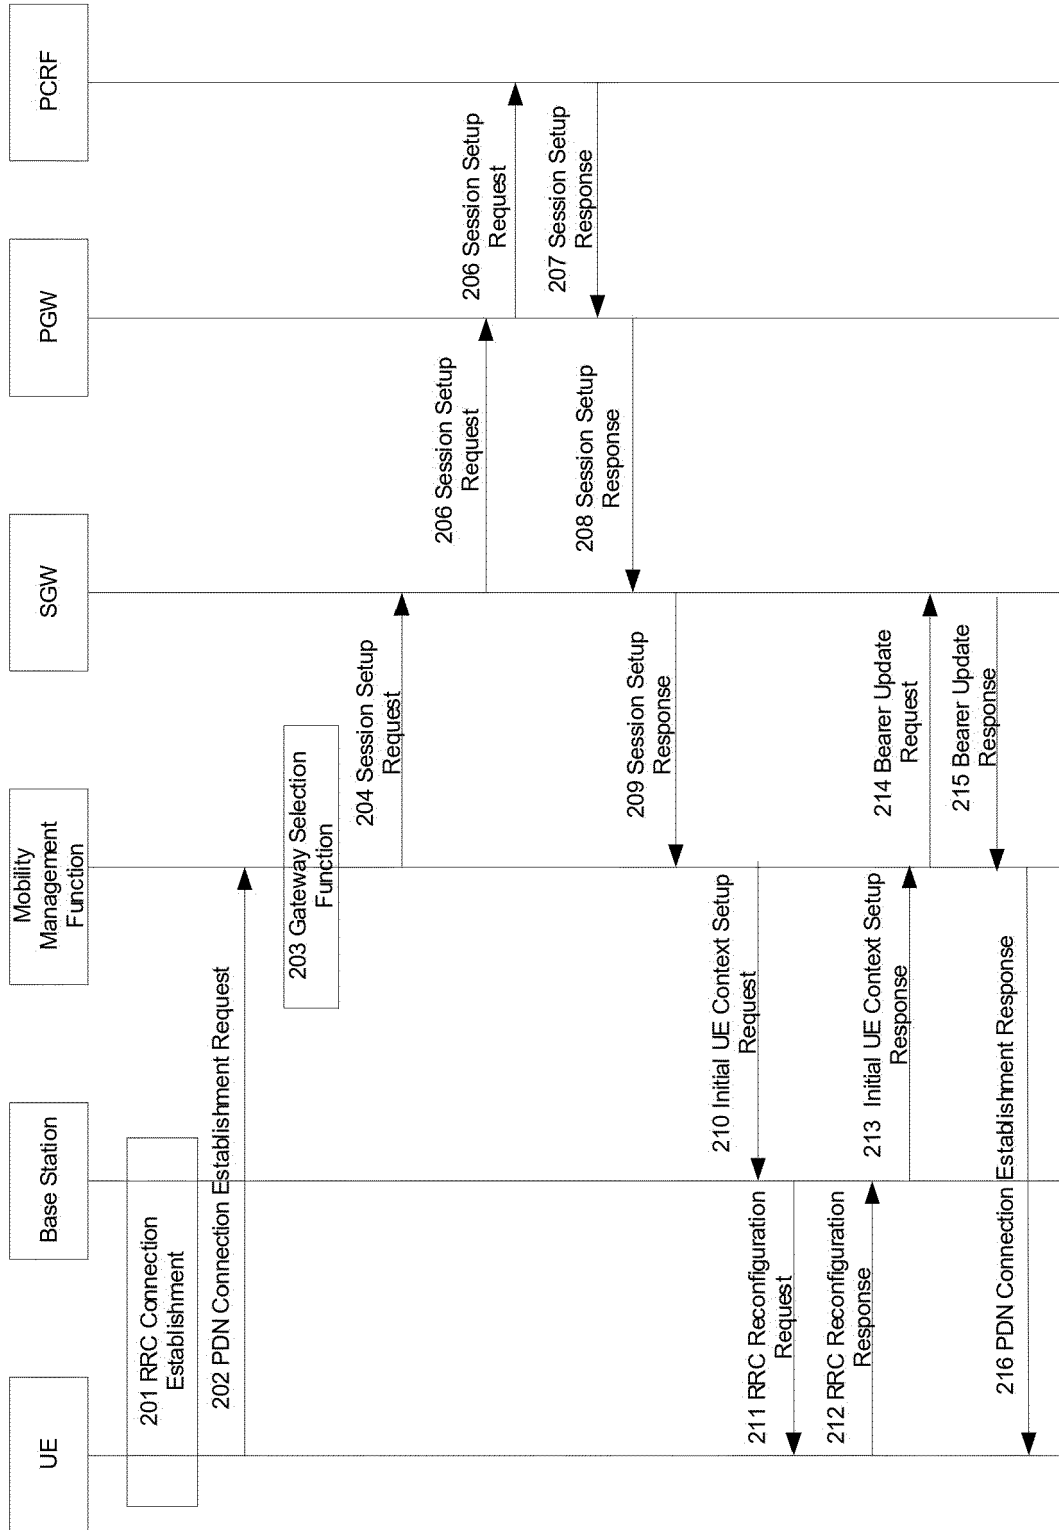 UE
Base Station
Mobility
Management
Function
SGW
PGW
PCRF
201 RRC Connection
Establishment
202 PDN Connection Establishment Request
203 Gateway Selection
Function
204 Session Setup
Request
206 Session Setup
Request
206 Session Setup
Request
207 Session Setup
Response
208 Session Setup
Response
209 Session Setup
Response
210 Initial UE Context Setup
Request
211 RRC Reconfiguration
Request
212 RRC Reconfiguration
Response
213 Initial UE Context Setup
Response
214 Bearer Update
Request
215 Bearer Update
Response
216 PDN Connection Establishment Response